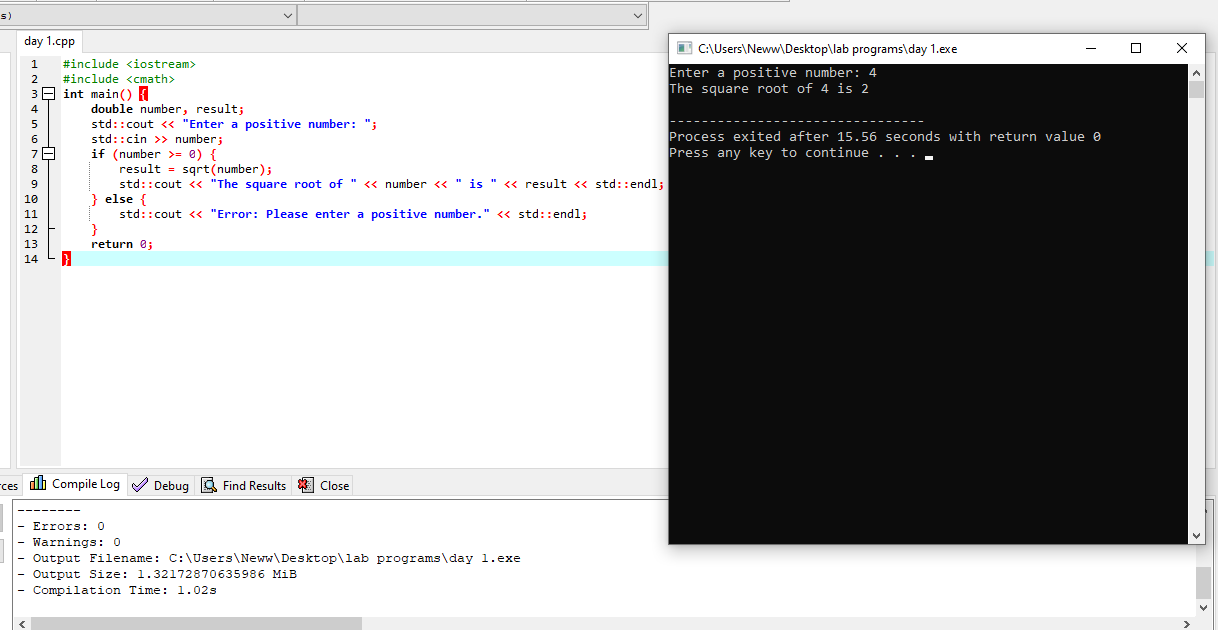 s)
day 1.cpp
1 #include <iostream>
2 #include <cmath>
3 int main() {
4 double number, result;
5 std::cout << "Enter a positive number: ";
6 std::cin >> number;
7 if (number >= 0) {
8 result = sqrt(number);
9 std::cout << "The square root of " << number << " is " << result << std::endl;
10 } else {
11 std::cout << "Error: Please enter a positive number." << std::endl;
12 }
13 return 0;
14 }
C:\Users\Neww\Desktop\lab programs\day 1.exe
Enter a positive number: 4
The square root of 4 is 2
--------------------------------
Process exited after 15.56 seconds with return value 0
Press any key to continue . . .
rces Compile Log Debug Find Results Close
--------
- Errors: 0
- Warnings: 0
- Output Filename: C:\Users\Neww\Desktop\lab programs\day 1.exe
- Output Size: 1.32172870635986 MiB
- Compilation Time: 1.02s